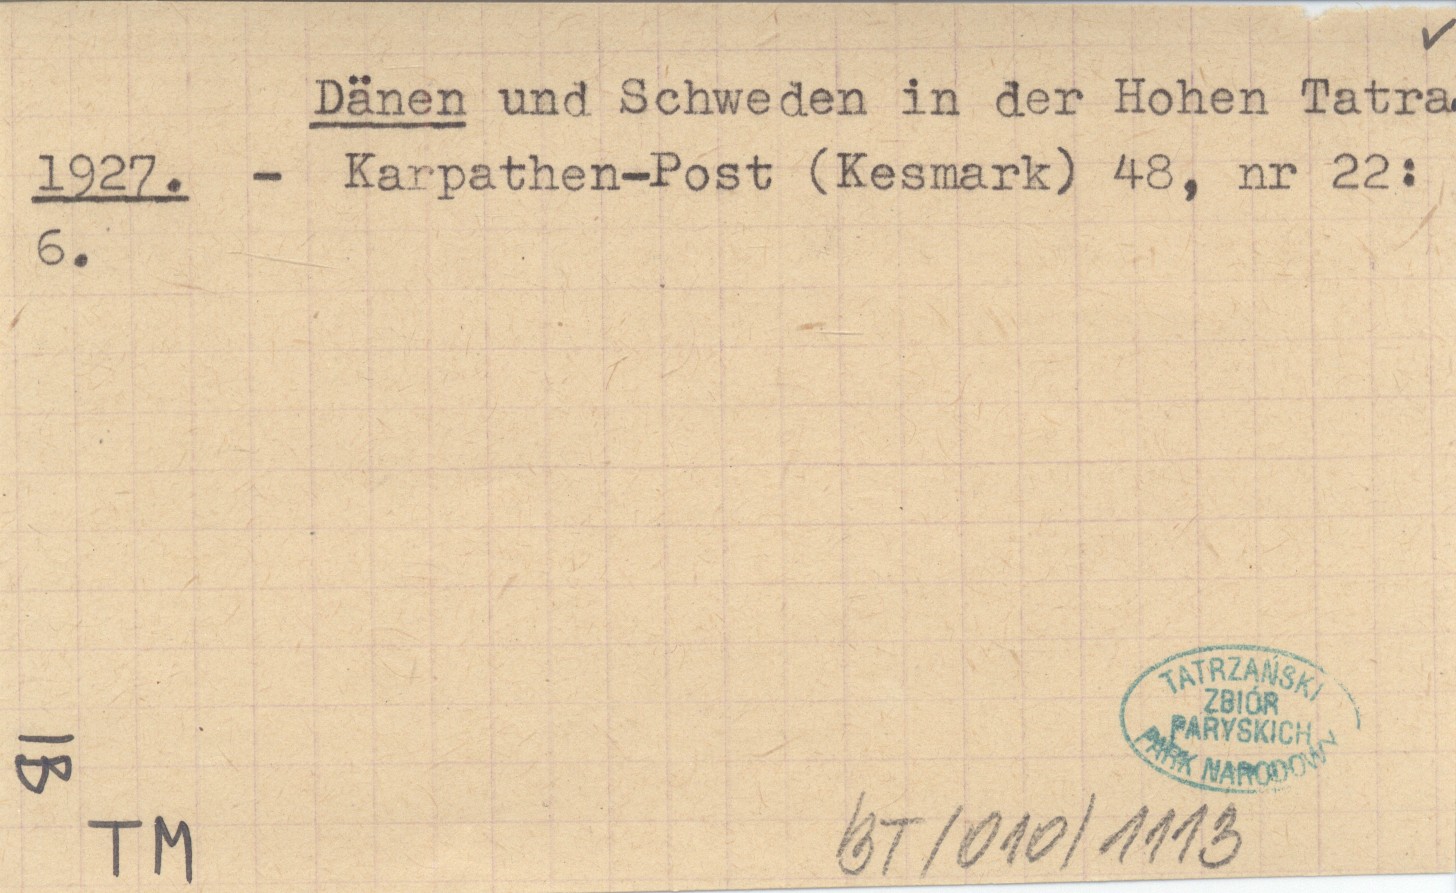 ✓
Dänen und Schweden in der Hohen Tatra.
1927. - Karpathen-Post (Kesmark) 48, nr 22:
6.
TATRZAŃSKI
ZBIÓR
PARYSKICH
PARK NARODOWY
IB
TM
BT/010/1113